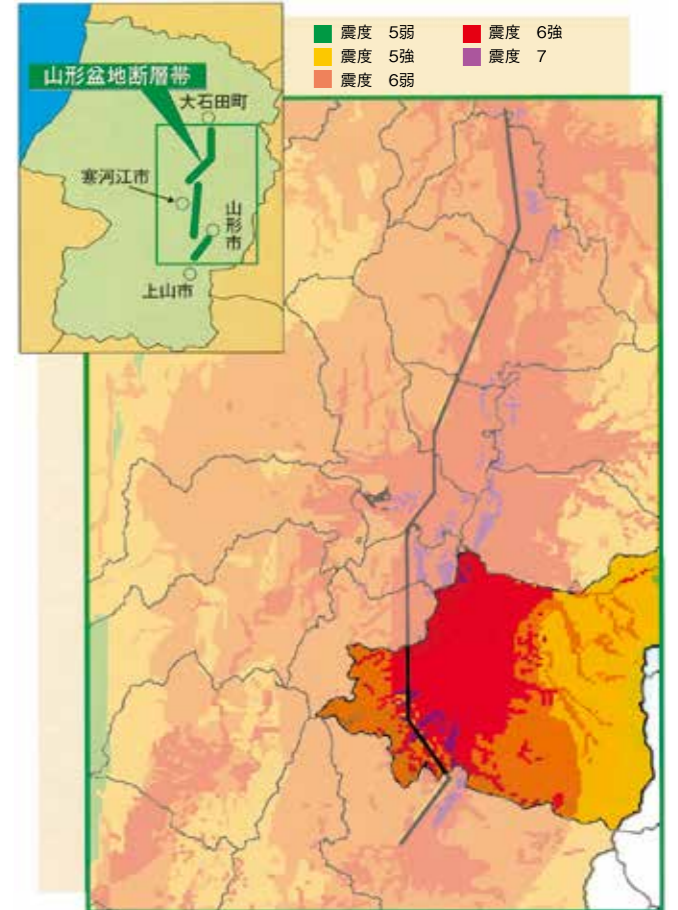 山形盆地断層帯
大石田町
寒河江市
山形市
上山市
震度 5弱
震度 5強
震度 6弱
震度 6強
震度 7